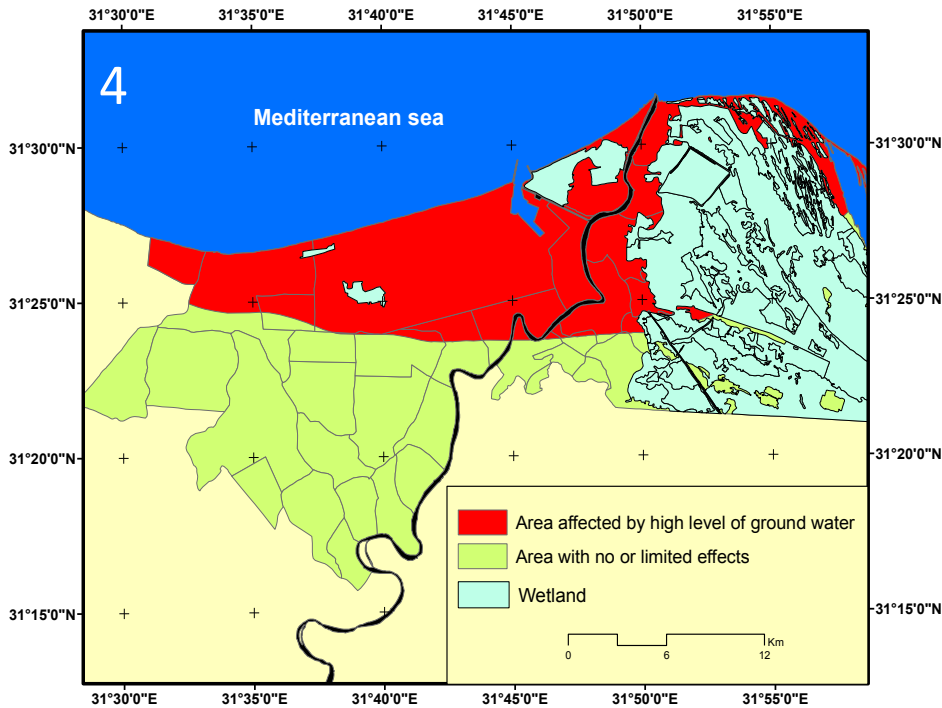 31°30'0"E 31°35'0"E 31°40'0"E 31°45'0"E 31°50'0"E 31°55'0"E
4
Mediterranean sea
31°30'0"N 31°30'0"N
31°25'0"N 31°25'0"N
31°20'0"N 31°20'0"N
Area affected by high level of ground water
Area with no or limited effects
Wetland
31°15'0"N 31°15'0"N
Km
0 6 12
31°30'0"E 31°35'0"E 31°40'0"E 31°45'0"E 31°50'0"E 31°55'0"E